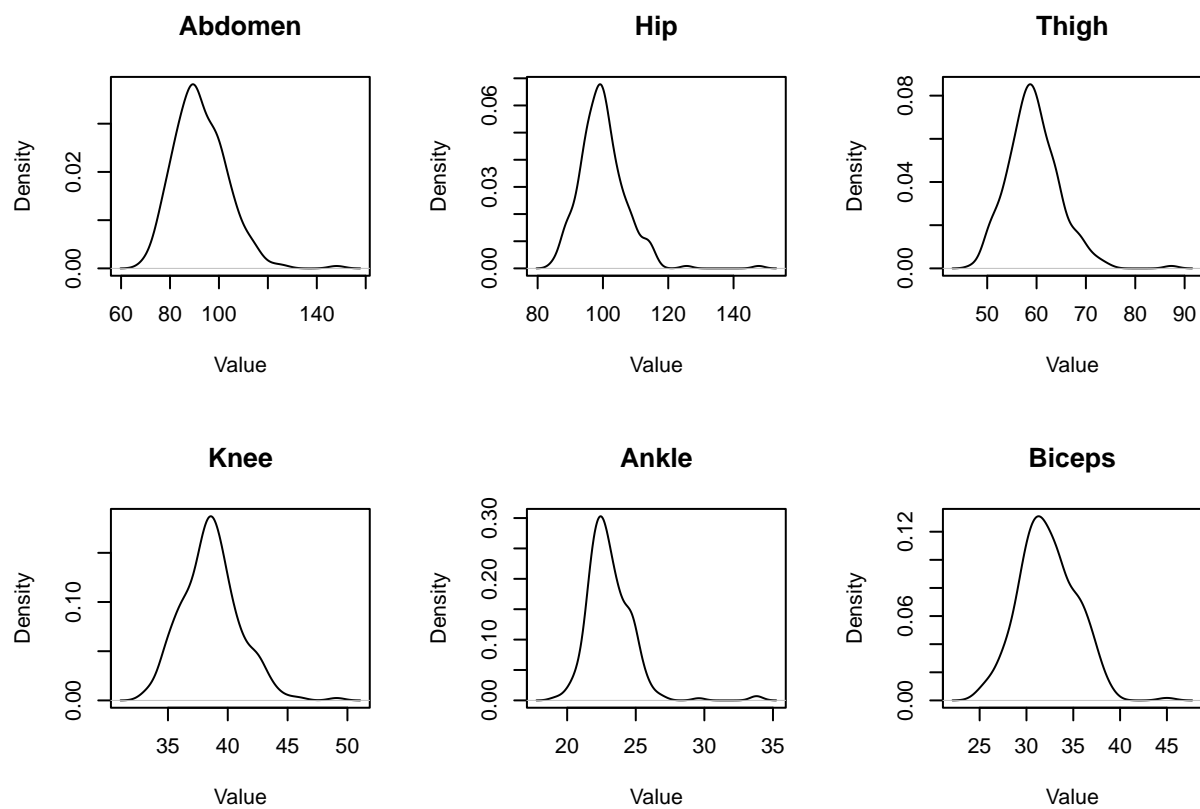 Abdomen
Density
0.00 0.02
60 80 100 140
Value
Hip
Density
0.00 0.03 0.06
80 100 120 140
Value
Thigh
Density
0.00 0.04 0.08
50 60 70 80 90
Value
Knee
Density
0.00 0.10
35 40 45 50
Value
Ankle
Density
0.00 0.10 0.20 0.30
20 25 30 35
Value
Biceps
Density
0.00 0.06 0.12
25 30 35 40 45
Value